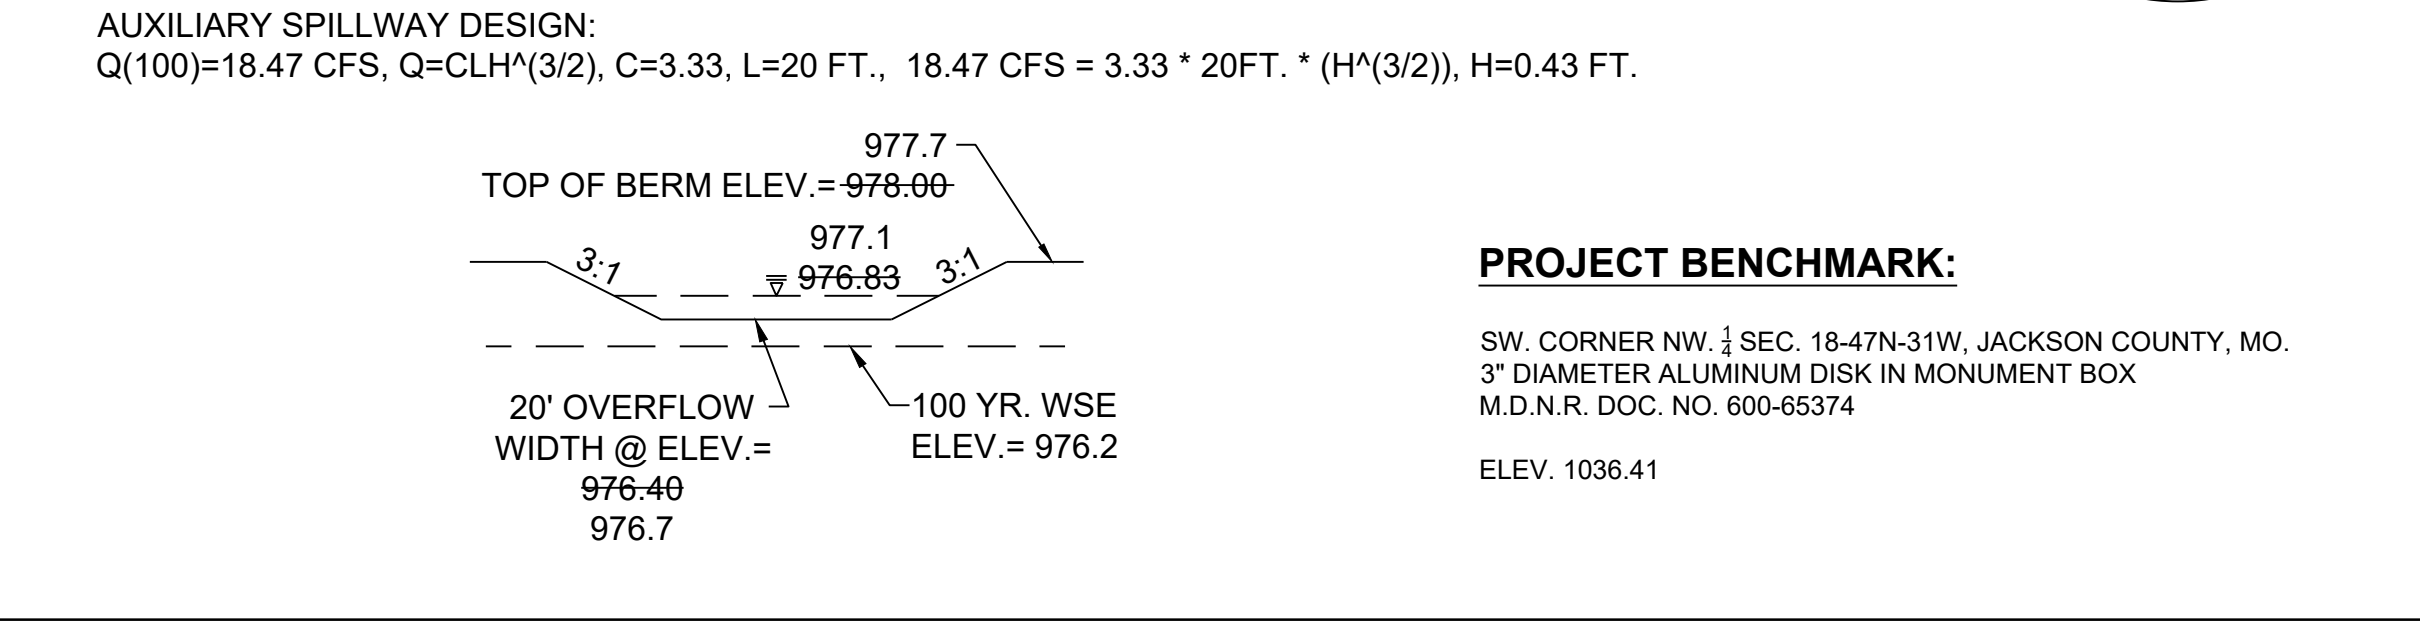 AUXILIARY SPILLWAY DESIGN:
Q(100)=18.47 CFS, Q=CLH^(3/2), C=3.33, L=20 FT., 18.47 CFS = 3.33 * 20FT. * (H^(3/2)), H=0.43 FT.
977.7
TOP OF BERM ELEV.= 978.00
977.1
976.83
3:1
3:1
20' OVERFLOW
WIDTH @ ELEV.=
976.40
976.7
100 YR. WSE
ELEV.= 976.2
PROJECT BENCHMARK:
SW. CORNER NW. 1/4 SEC. 18-47N-31W, JACKSON COUNTY, MO.
3" DIAMETER ALUMINUM DISK IN MONUMENT BOX
M.D.N.R. DOC. NO. 600-65374
ELEV. 1036.41